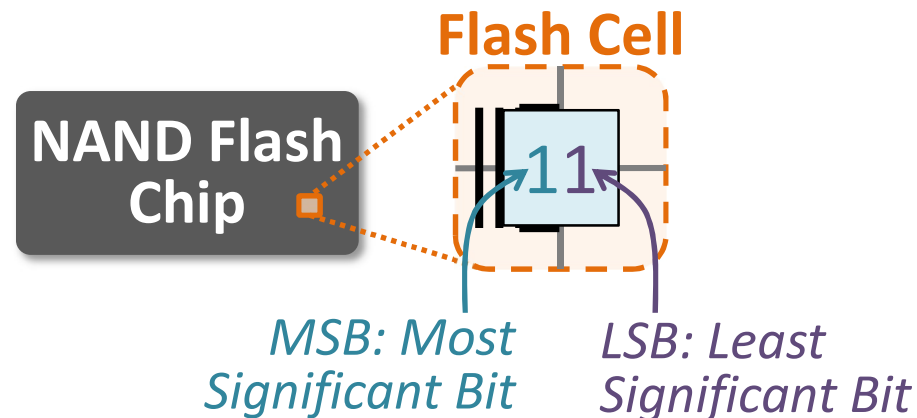 Flash Cell
NAND Flash
Chip
11
MSB: Most
Significant Bit
LSB: Least
Significant Bit